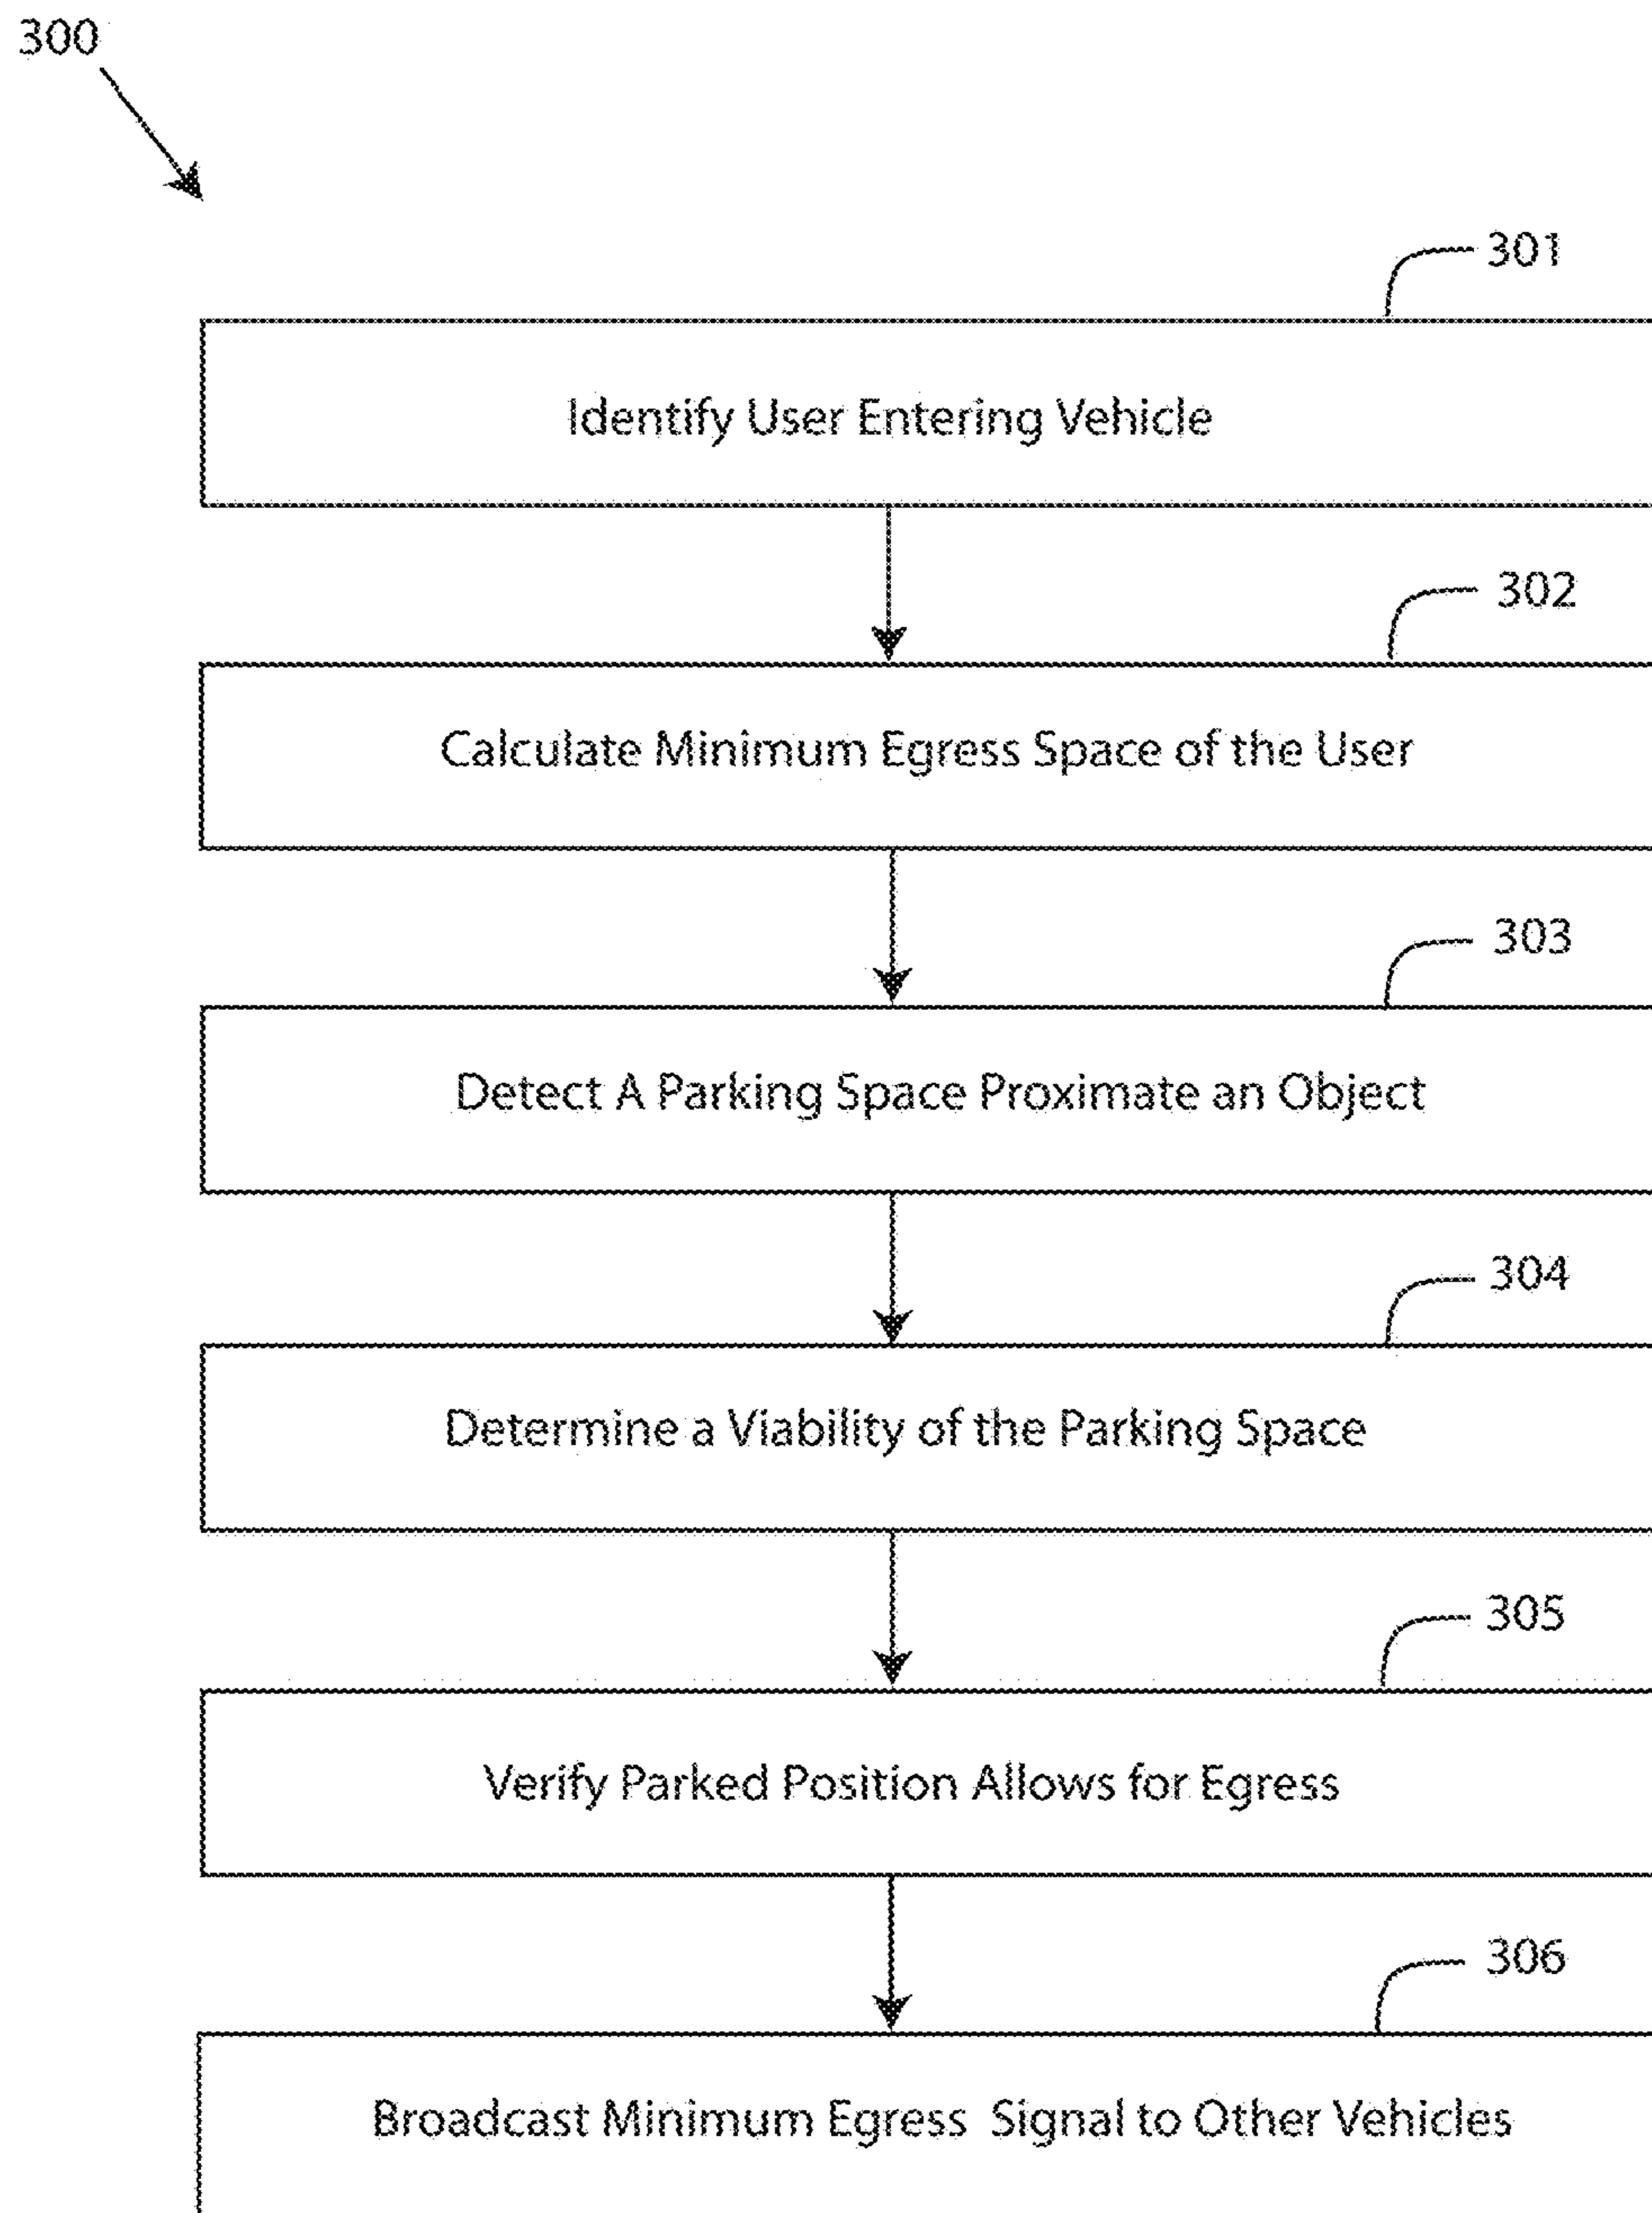 300
301
Identify User Entering Vehicle
302
Calculate Minimum Egress Space of the User
303
Detect A Parking Space Proximate an Object
304
Determine a Viability of the Parking Space
305
Verify Parked Position Allows for Egress
306
Broadcast Minimum Egress Signal to Other Vehicles